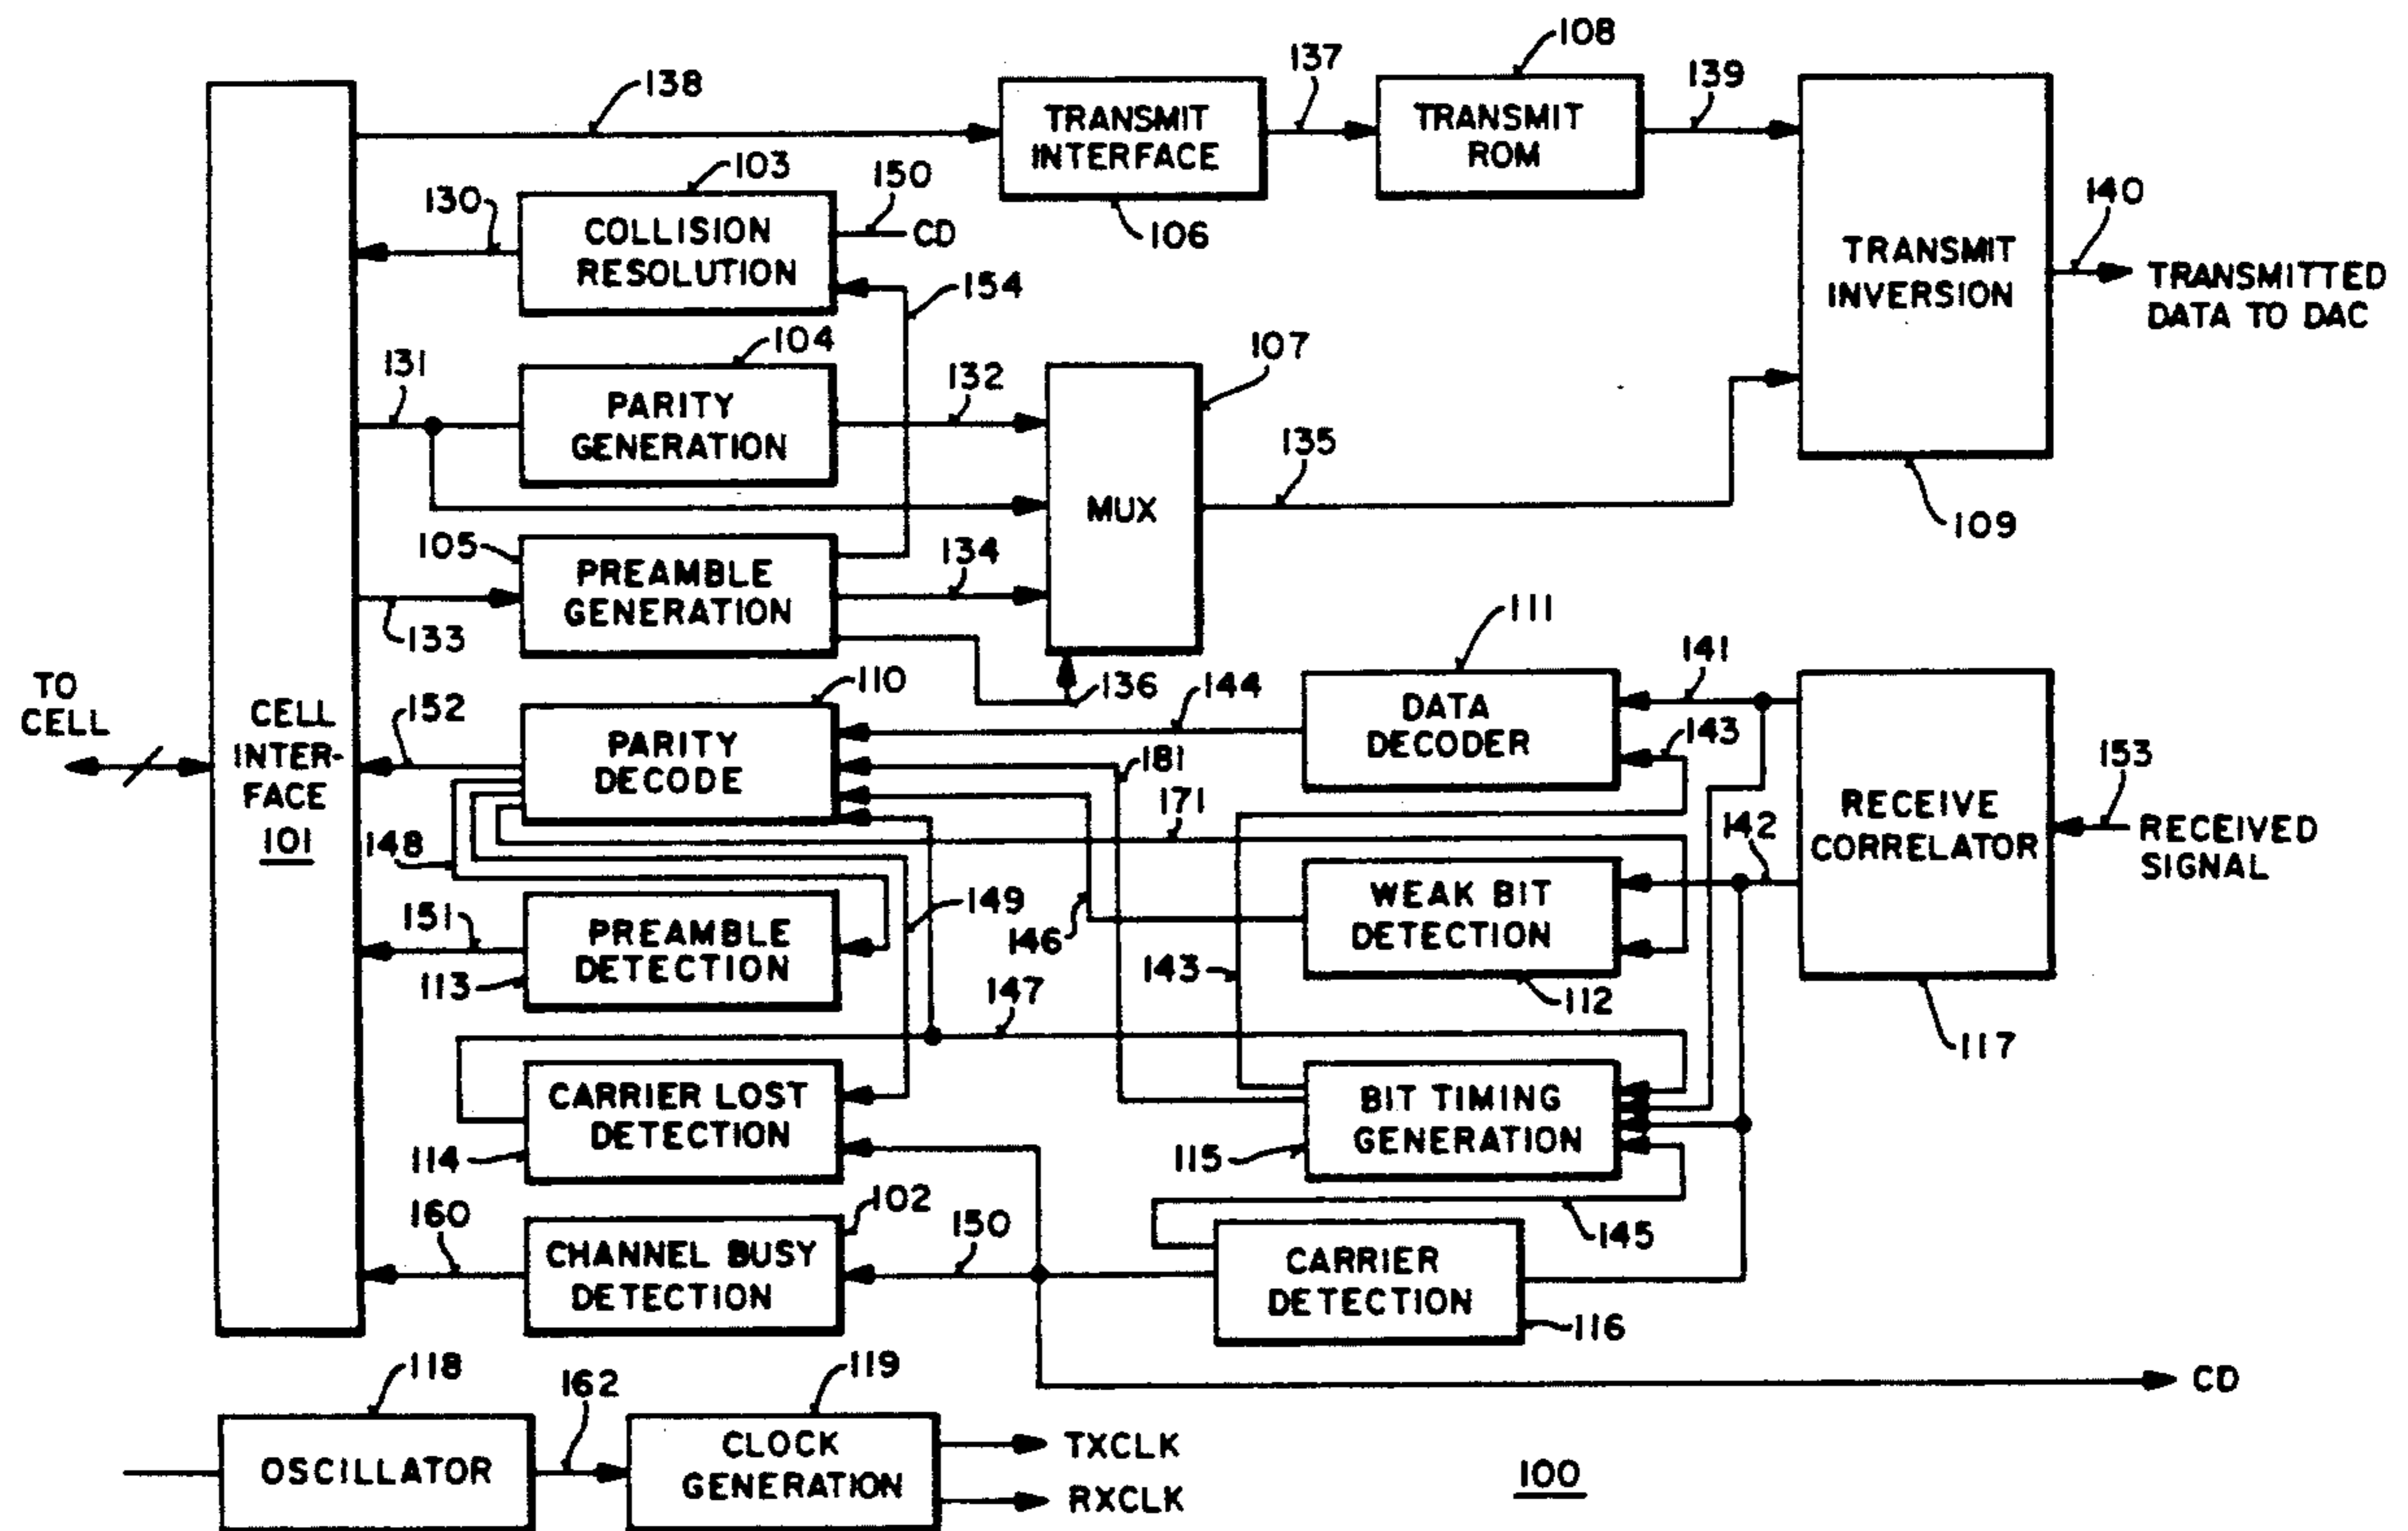 108
137
139
138
TRANSMIT
INTERFACE
TRANSMIT
ROM
103
150
130
140
COLLISION
RESOLUTION
CD
106
TRANSMIT
INVERSION
TRANSMITTED
DATA TO DAC
154
104
107
131
132
PARITY
GENERATION
135
MUX
109
105
134
PREAMBLE
GENERATION
111
133
141
TO
CELL
110
136
144
152
CELL
INTER-
FACE
101
PARITY
DECODE
DATA
DECODER
143
181
153
171
RECEIVE
CORRELATOR
142
RECEIVED
SIGNAL
148
149
WEAK BIT
DETECTION
151
146
PREAMBLE
DETECTION
143
113
147
112
117
CARRIER LOST
DETECTION
BIT TIMING
GENERATION
114
115
102
160
150
145
CHANNEL BUSY
DETECTION
CARRIER
DETECTION
116
118
119
162
CD
OSCILLATOR
CLOCK
GENERATION
TXCLK
RXCLK
100